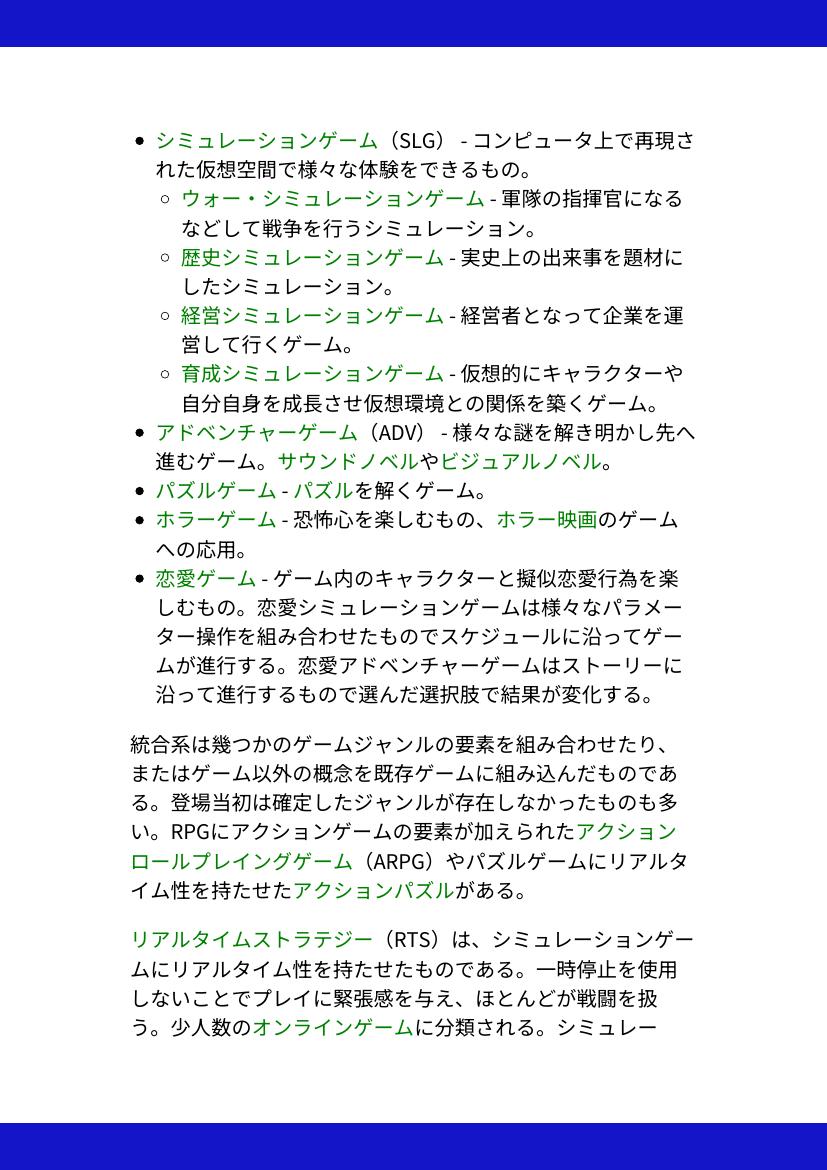 • シミュレーションゲーム（SLG） - コンピュータ上で再現さ
れた仮想空間で様々な体験をできるもの。
◦ ウォー・シミュレーションゲーム - 軍隊の指揮官になる
などして戦争を行うシミュレーション。
◦ 歴史シミュレーションゲーム - 実史上の出来事を題材に
したシミュレーション。
◦ 経営シミュレーションゲーム - 経営者となって企業を運
営して行くゲーム。
◦ 育成シミュレーションゲーム - 仮想的にキャラクターや
自分自身を成長させ仮想環境との関係を築くゲーム。
• アドベンチャーゲーム（ADV） - 様々な謎を解き明かし先へ
進むゲーム。サウンドノベルやビジュアルノベル。
• パズルゲーム - パズルを解くゲーム。
• ホラーゲーム - 恐怖心を楽しむもの、ホラー映画のゲーム
への応用。
• 恋愛ゲーム - ゲーム内のキャラクターと擬似恋愛行為を楽
しむもの。恋愛シミュレーションゲームは様々なパラメー
ター操作を組み合わせたものでスケジュールに沿ってゲー
ムが進行する。恋愛アドベンチャーゲームはストーリーに
沿って進行するもので選んだ選択肢で結果が変化する。
統合系は幾つかのゲームジャンルの要素を組み合わせたり、
またはゲーム以外の概念を既存ゲームに組み込んだものであ
る。登場当初は確定したジャンルが存在しなかったものも多
い。RPGにアクションゲームの要素が加えられたアクション
ロールプレイングゲーム（ARPG）やパズルゲームにリアルタ
イム性を持たせたアクションパズルがある。
リアルタイムストラテジー（RTS）は、シミュレーションゲー
ムにリアルタイム性を持たせたものである。一時停止を使用
しないことでプレイに緊張感を与え、ほとんどが戦闘を扱
う。少人数のオンラインゲームに分類される。シミュレー